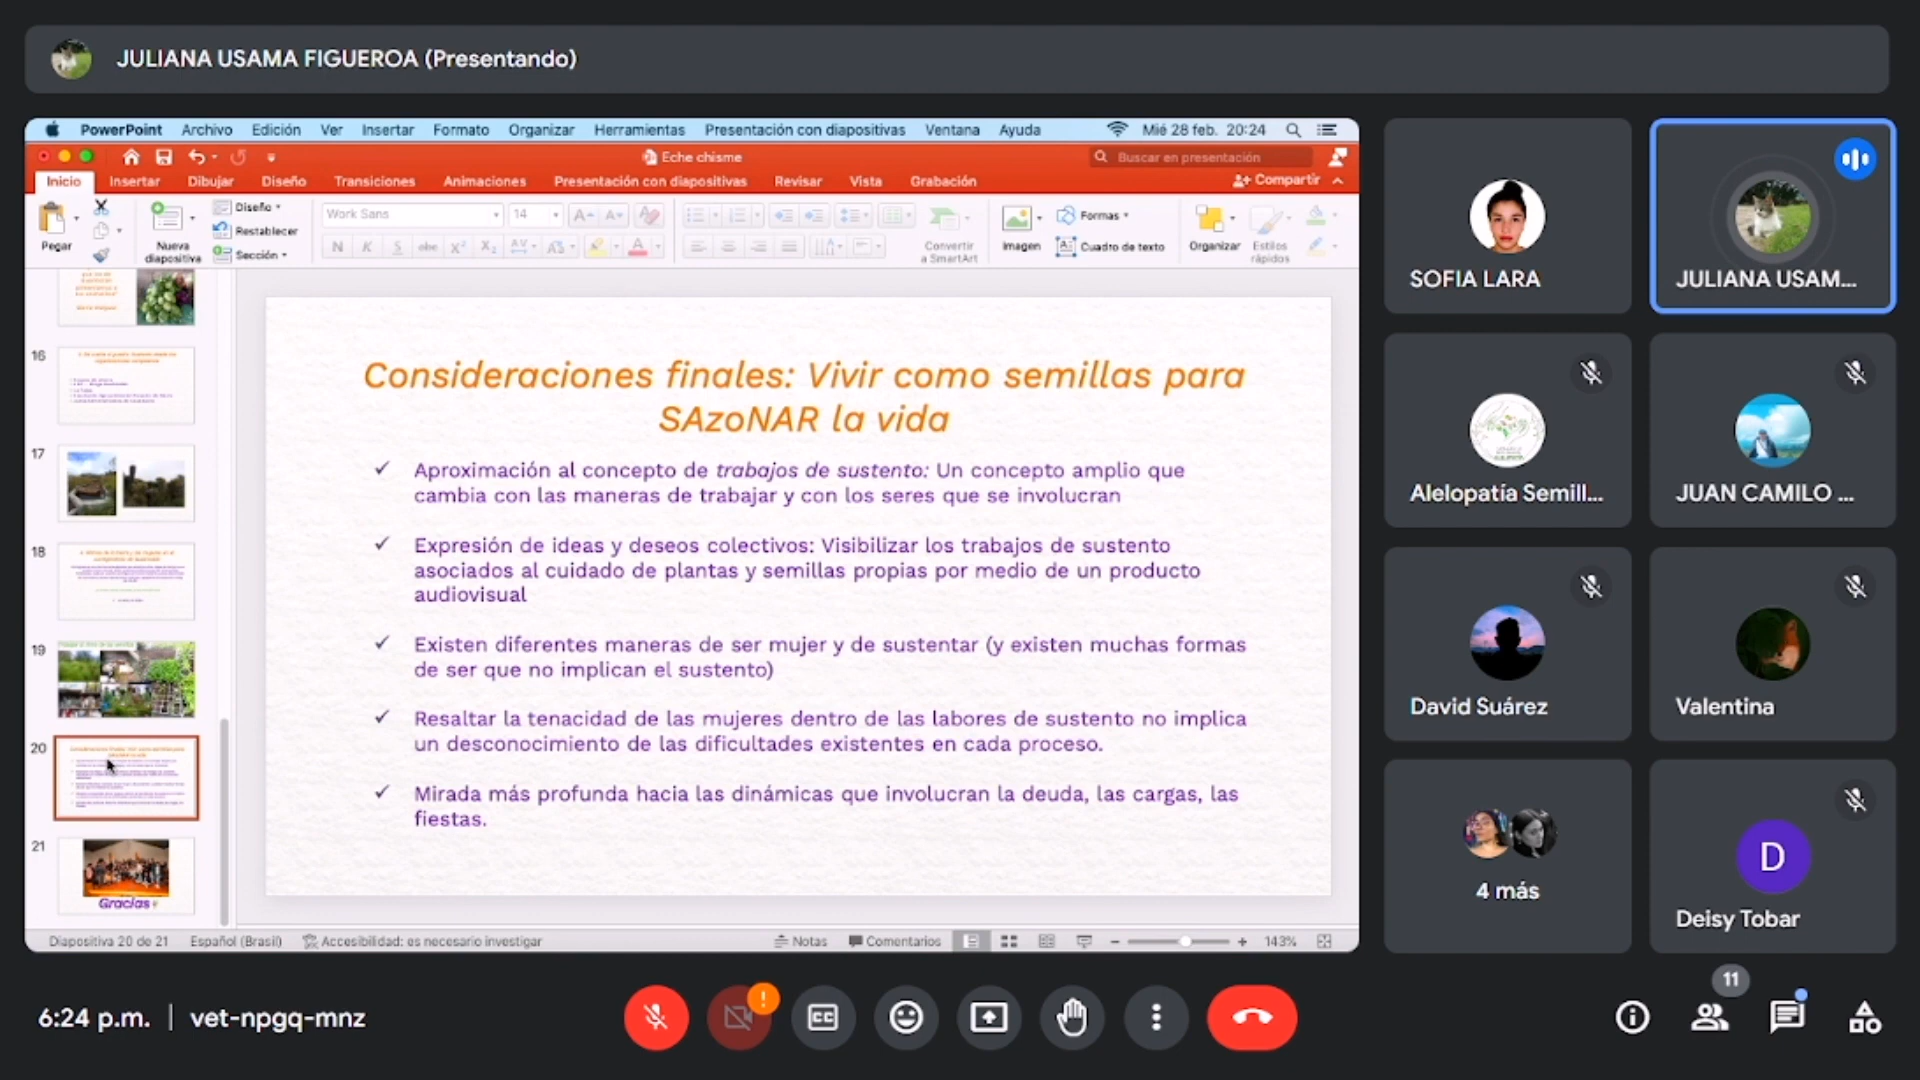 JULIANA USAMA FIGUEROA (Presentando)
PowerPoint Archivo Edición Ver Insertar Formato Organizar Herramientas Presentación con diapositivas Ventana Ayuda Mié 28 feb. 20:24
Eche chisme
Buscar en presentación
Inicio Insertar Dibujar Diseño Transiciones Animaciones Presentación con diapositivas Revisar Vista Grabación Compartir
Pegar
Nueva
diapositiva
Diseño
Restablecer
Sección
Work Sans 14
Convertir
a SmartArt
Imagen
Formas
Cuadro de texto
Organizar
Estilos
rápidos
16
17
18
19
20
21
Gracias
Consideraciones finales: Vivir como semillas para
SAzoNAR la vida
✓ Aproximación al concepto de trabajos de sustento: Un concepto amplio que
cambia con las maneras de trabajar y con los seres que se involucran
✓ Expresión de ideas y deseos colectivos: Visibilizar los trabajos de sustento
asociados al cuidado de plantas y semillas propias por medio de un producto
audiovisual
✓ Existen diferentes maneras de ser mujer y de sustentar (y existen muchas formas
de ser que no implican el sustento)
✓ Resaltar la tenacidad de las mujeres dentro de las labores de sustento no implica
un desconocimiento de las dificultades existentes en cada proceso.
✓ Mirada más profunda hacia las dinámicas que involucran la deuda, las cargas, las
fiestas.
Diapositiva 20 de 21 Español (Brasil) Accesibilidad: es necesario investigar Notas Comentarios 143%
SOFIA LARA
JULIANA USAM...
Alelopatía Semill...
JUAN CAMILO ...
David Suárez
Valentina
4 más
D
Deisy Tobar
6:24 p.m. | vet-npgq-mnz
CC
11